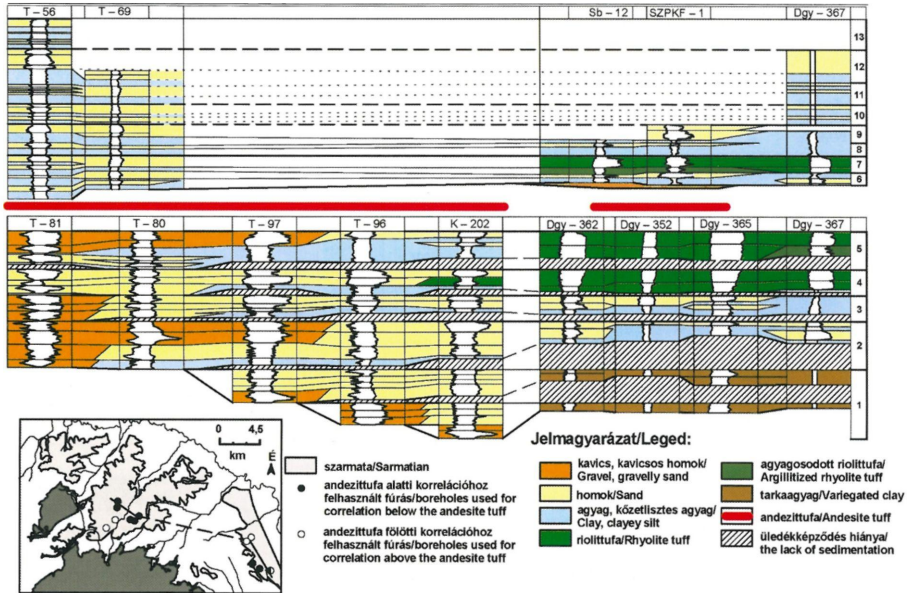 T – 56 T – 69 Sb – 12 SZPKF – 1 Dgy – 367
13
12
11
10
9
8
7
6
T – 81 T – 80 T – 97 T – 96 K – 202 Dgy – 362 Dgy – 352 Dgy – 365 Dgy – 367
5
4
3
2
1
0 4,5
km
É
A
szarmata/Sarmatian
andezittufa alatti korrelációhoz
felhasznált fúrás/boreholes used for
correlation below the andesite tuff
andezittufa fölötti korrelációhoz
felhasznált fúrás/boreholes used for
correlation above the andesite tuff
Jelmagyarázat/Leged:
kavics, kavicsos homok/
Gravel, gravelly sand
homok/Sand
agyag, kőzetlisztes agyag/
Clay, clayey silt
riolittufa/Rhyolite tuff
agyagosodott riolittufa/
Argillitized rhyolite tuff
tarkaagyag/Variegated clay
andezittufa/Andesite tuff
üledékképződés hiánya/
the lack of sedimentation